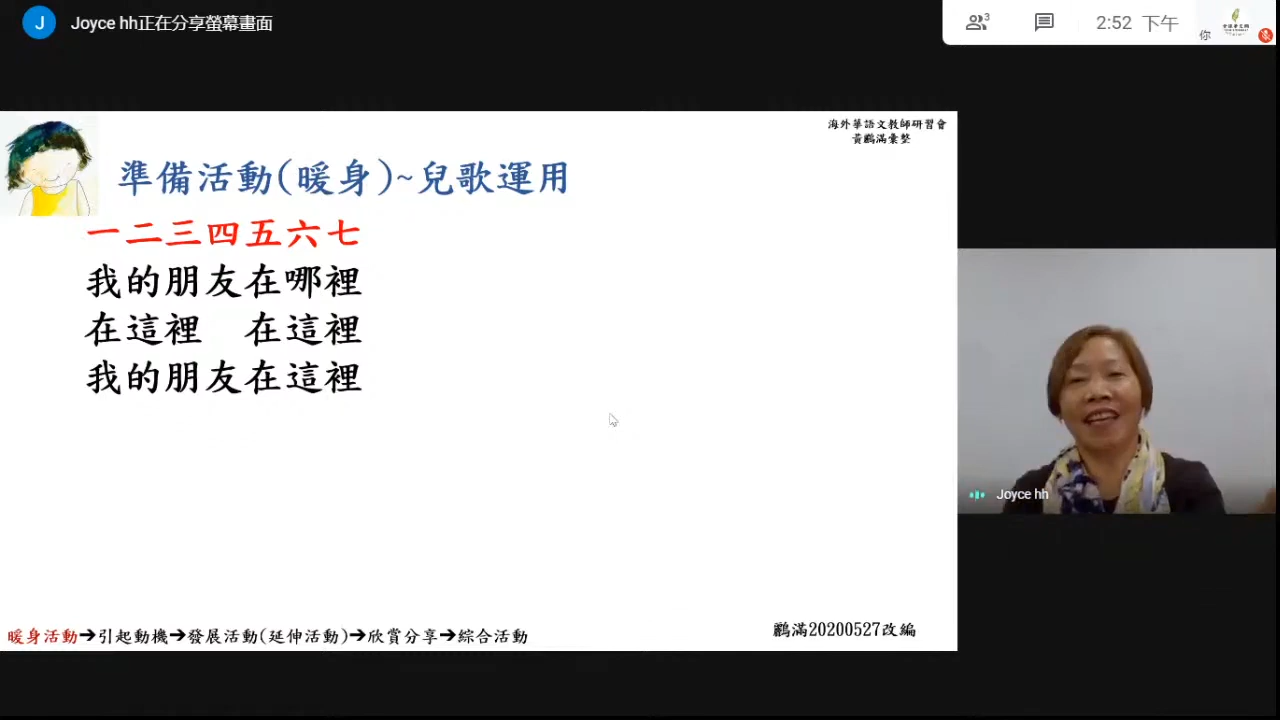 J
Joyce hh正在分享螢幕畫面
3
2:52 下午
你
海外華語文教師研習會
黃鸝滿彙整
準備活動(暖身)~兒歌運用
一二三四五六七
我的朋友在哪裡
在這裡 在這裡
我的朋友在這裡
Joyce hh
暖身活動➔引起動機➔發展活動(延伸活動)➔欣賞分享➔綜合活動
鸝滿20200527改編